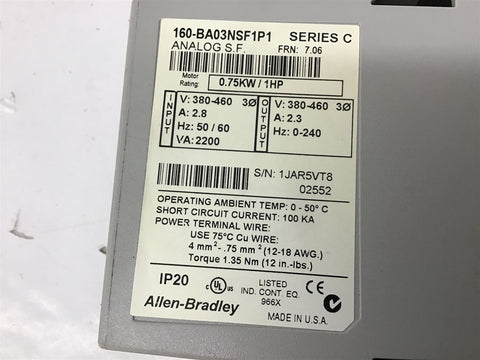 160-BA03NSF1P1 SERIES C
ANALOG S.F. FRN: 7.06
Motor Rating: 0.75KW / 1HP
INPUT
V: 380-460 3Ø
A: 2.8
Hz: 50 / 60
VA: 2200
OUTPUT
V: 380-460 3Ø
A: 2.3
Hz: 0-240
S/N: 1JAR5VT8
02552
OPERATING AMBIENT TEMP: 0 - 50° C
SHORT CIRCUIT CURRENT: 100 KA
POWER TERMINAL WIRE:
USE 75°C Cu WIRE:
4 mm² - .75 mm² (12-18 AWG.)
Torque 1.35 Nm (12 in.-lbs.)
IP20
c UL US
LISTED
IND. CONT. EQ.
966X
Allen-Bradley
MADE IN U.S.A.